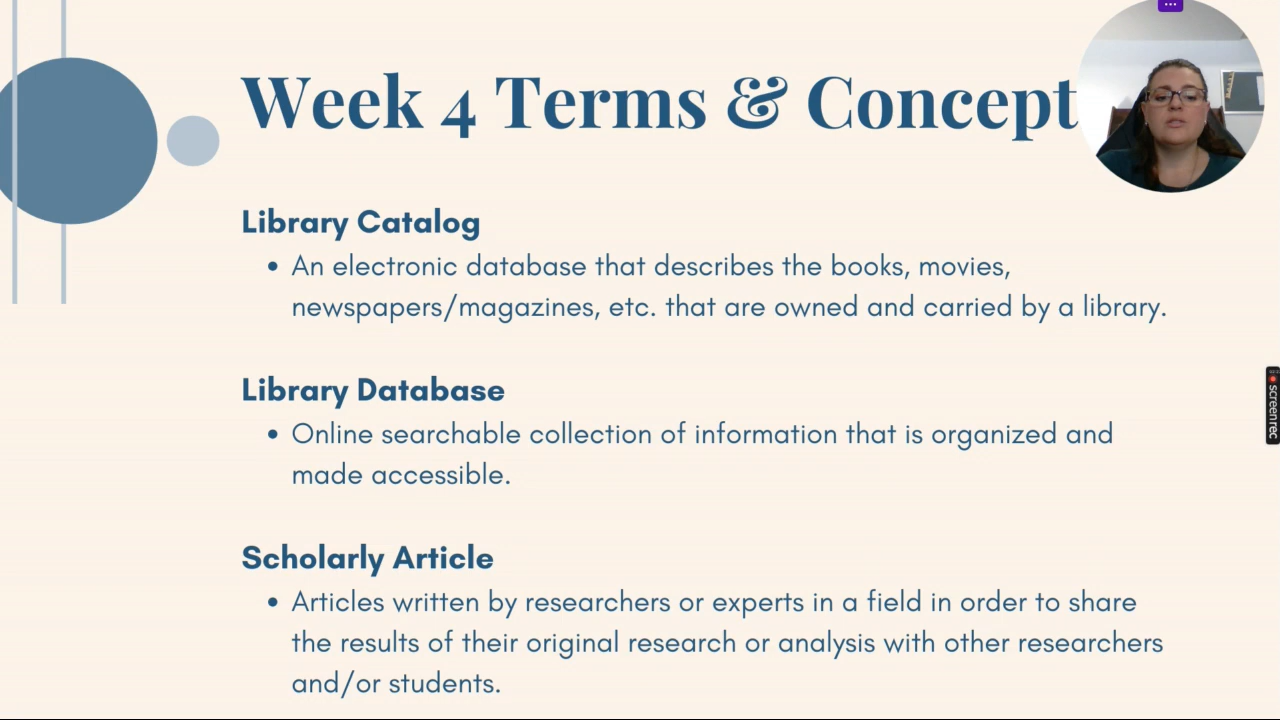 Week 4 Terms & Concept
Library Catalog
• An electronic database that describes the books, movies,
newspapers/magazines, etc. that are owned and carried by a library.
Library Database
• Online searchable collection of information that is organized and
made accessible.
Scholarly Article
• Articles written by researchers or experts in a field in order to share
the results of their original research or analysis with other researchers
and/or students.
screenrec